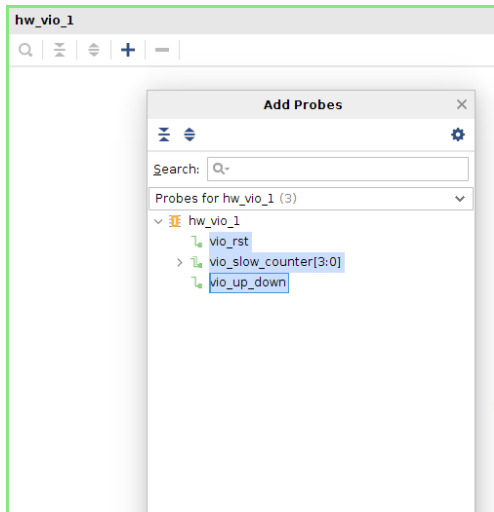 hw_vio_1
Add Probes
Search:
Probes for hw_vio_1 (3)
hw_vio_1
vio_rst
vio_slow_counter[3:0]
vio_up_down